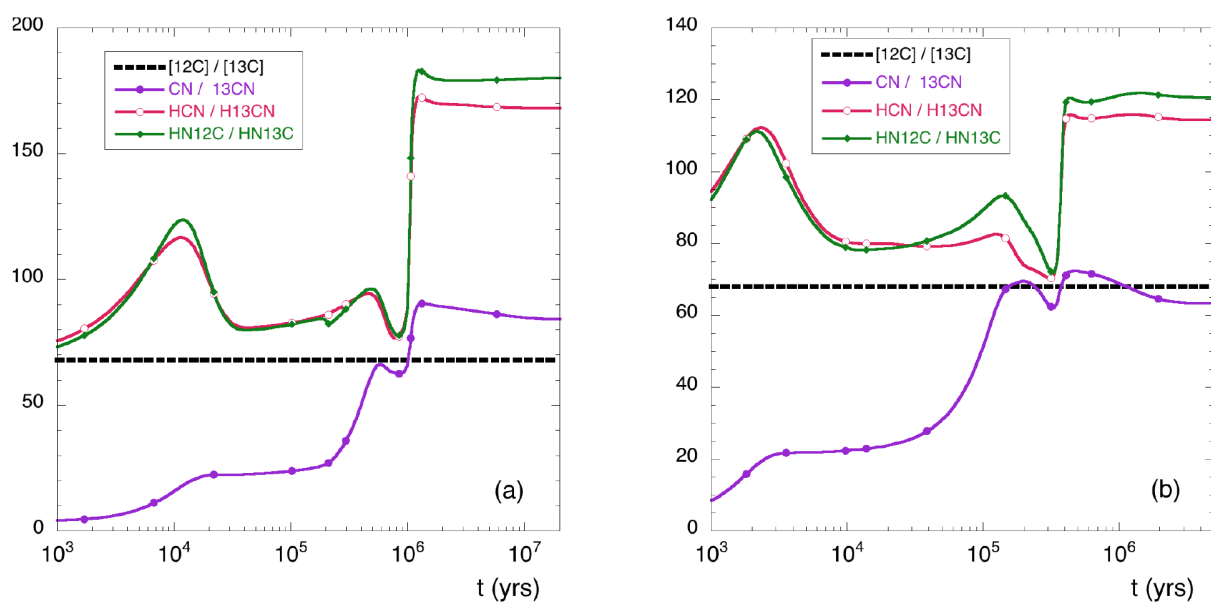 200
150
100
50
0
10³
10⁴
10⁵
10⁶
10⁷
t (yrs)
[12C] / [13C]
CN / 13CN
HCN / H13CN
HN12C / HN13C
(a)
140
120
100
80
60
40
20
0
10³
10⁴
10⁵
10⁶
t (yrs)
[12C] / [13C]
CN / 13CN
HCN / H13CN
HN12C / HN13C
(b)